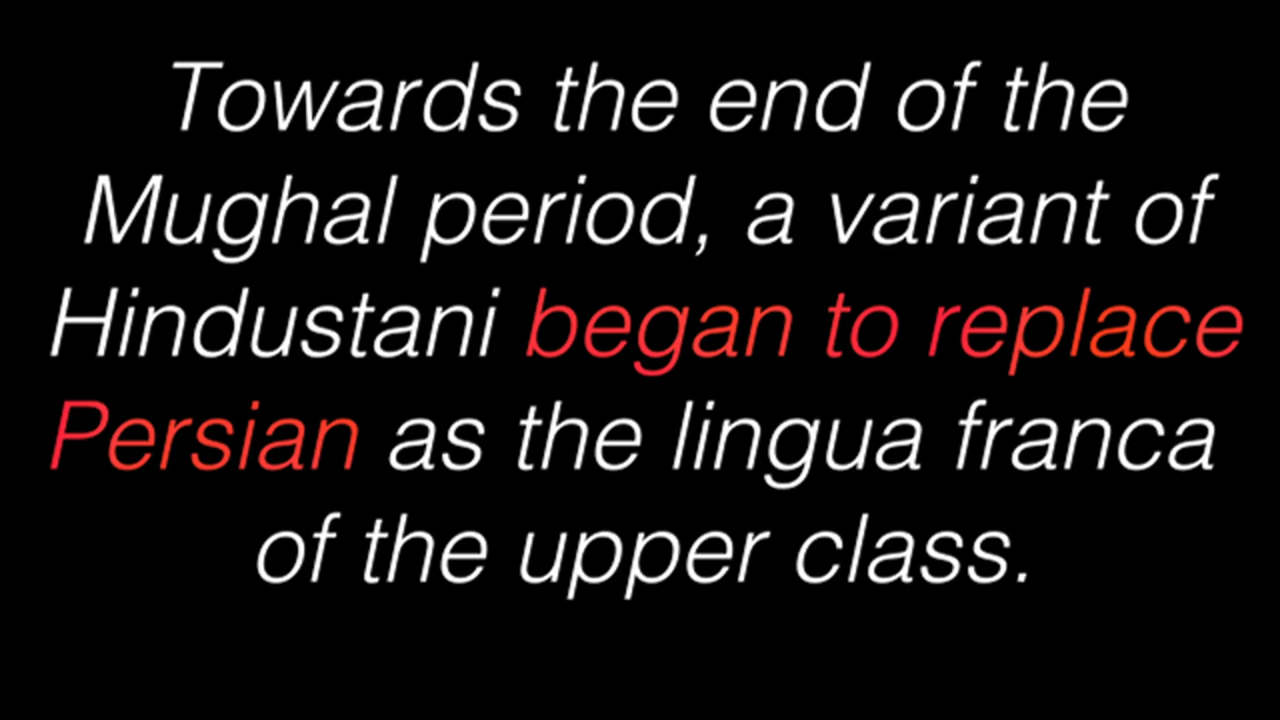 Towards the end of the
Mughal period, a variant of
Hindustani began to replace
Persian as the lingua franca
of the upper class.